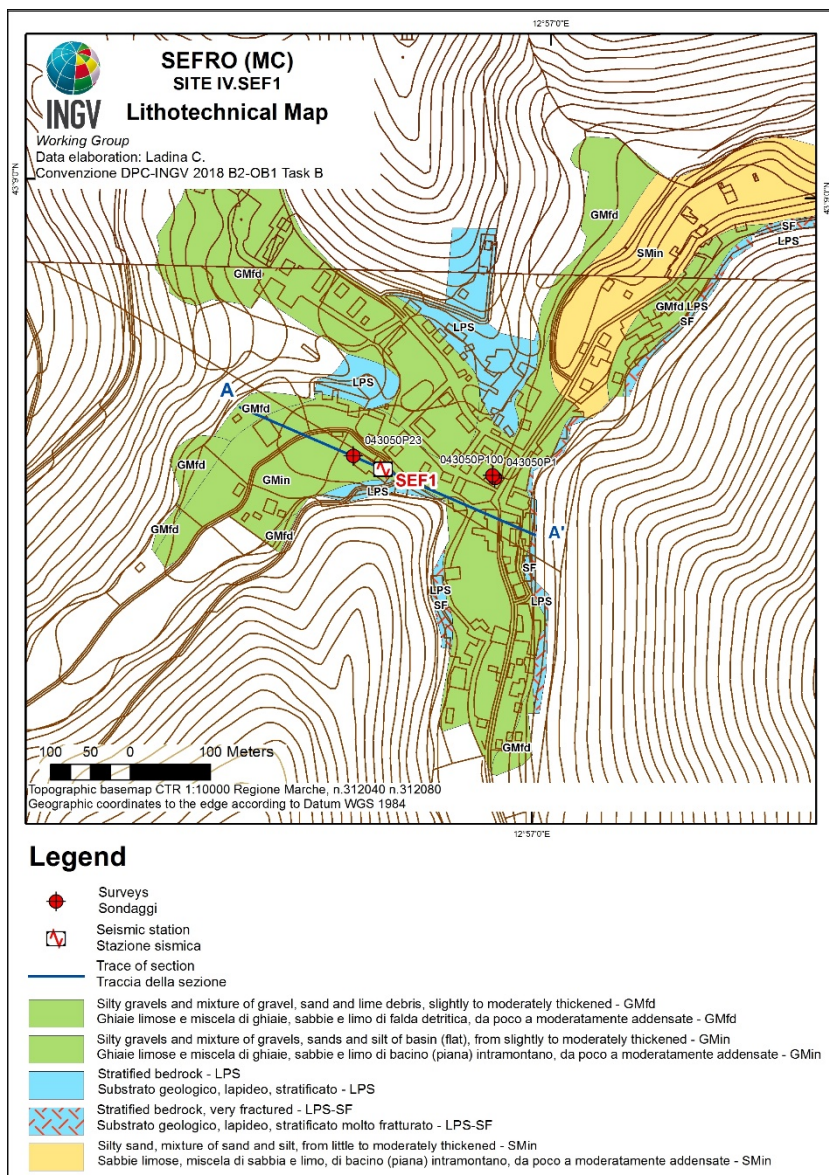 12°57'0"E
SEFRO (MC)
SITE IV.SEF1
Lithotechnical Map
INGV
Working Group
Data elaboration: Ladina C.
Convenzione DPC-INGV 2018 B2-OB1 Task B
43°9'0"N
43°9'0"N
GMfd
SF
LPS
SMin
GMfd
GMfd LPS
SF
LPS
LPS
A
GMfd
043050P23
043050P100
043050P1
GMfd
GMin
SEF1
LPS
A'
GMfd
GMfd
SF
LPS
SF
LPS
GMfd
100 50 0 100 Meters
Topographic basemap CTR 1:10000 Regione Marche, n.312040 n.312080
Geographic coordinates to the edge according to Datum WGS 1984
12°57'0"E
Legend
Surveys
Sondaggi
Seismic station
Stazione sismica
Trace of section
Traccia della sezione
Silty gravels and mixture of gravel, sand and lime debris, slightly to moderately thickened - GMfd
Ghiaie limose e miscela di ghiaie, sabbie e limo di falda detritica, da poco a moderatamente addensate - GMfd
Silty gravels and mixture of gravels, sands and silt of basin (flat), from slightly to moderately thickened - GMin
Ghiaie limose e miscela di ghiaie, sabbie e limo di bacino (piana) intramontano, da poco a moderatamente addensate - GMin
Stratified bedrock - LPS
Substrato geologico, lapideo, stratificato - LPS
Stratified bedrock, very fractured - LPS-SF
Substrato geologico, lapideo, stratificato molto fratturato - LPS-SF
Silty sand, mixture of sand and silt, from little to moderately thickened - SMin
Sabbie limose, miscela di sabbia e limo, di bacino (piana) intramontano, da poco a moderatamente addensate - SMin